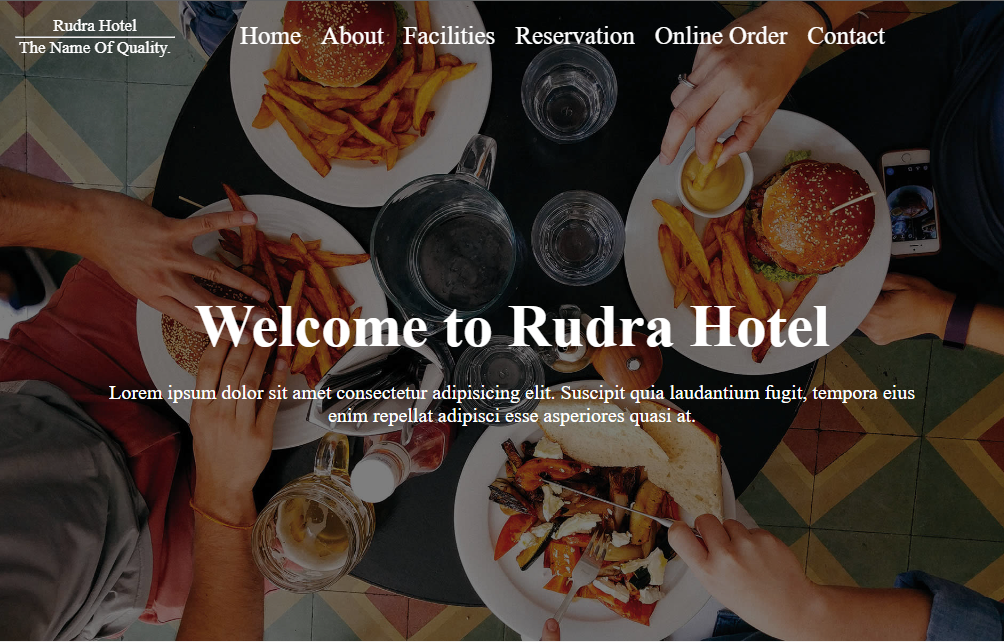 Rudra Hotel
The Name Of Quality.
Home About Facilities Reservation Online Order Contact
Welcome to Rudra Hotel
Lorem ipsum dolor sit amet consectetur adipisicing elit. Suscipit quia laudantium fugit, tempora eius
enim repellat adipisci esse asperiores quasi at.